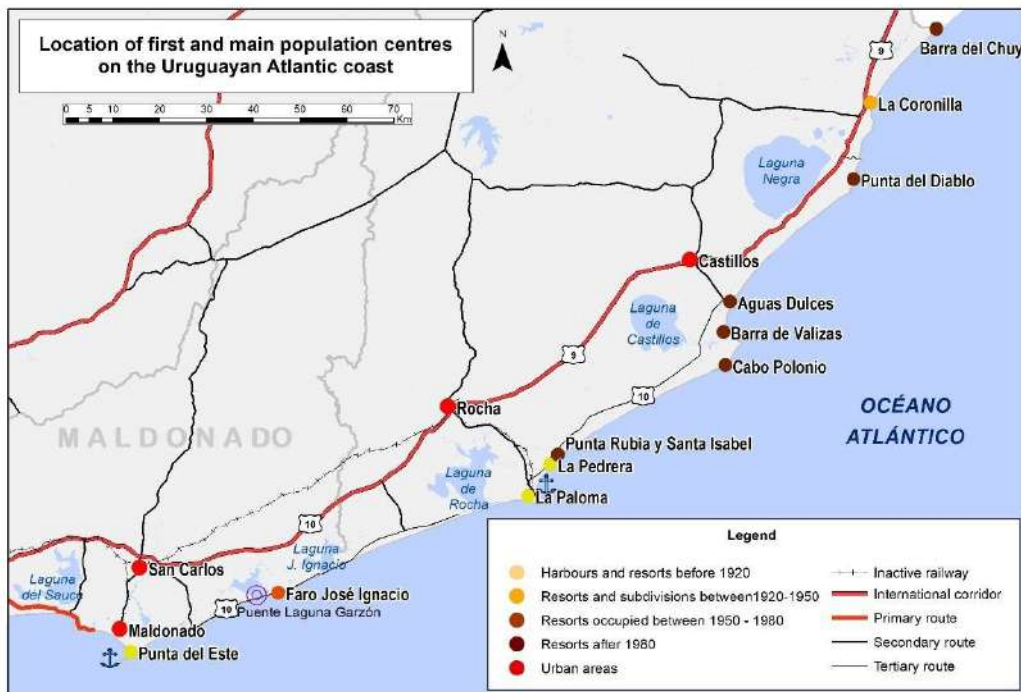 Location of first and main population centres
on the Uruguayan Atlantic coast
0 5 10 20 30 40 50 60 70
Km
N
9
Barra del Chuy
La Coronilla
Laguna
Negra
Punta del Diablo
Castillos
Aguas Dulces
Laguna
de
Castillos
Barra de Valizas
9
Cabo Polonio
10
Rocha
OCÉANO
ATLÁNTICO
MALDONADO
Punta Rubia y Santa Isabel
La Pedrera
Laguna
de
Rocha
La Paloma
10
Laguna
J. Ignacio
San Carlos
Laguna
del Sauce
Faro José Ignacio
10
Puente Laguna Garzón
Maldonado
Punta del Este
Legend
Harbours and resorts before 1920
Resorts and subdivisions between1920-1950
Resorts occupied between 1950 - 1980
Resorts after 1980
Urban areas
Inactive railway
International corridor
Primary route
Secondary route
Tertiary route